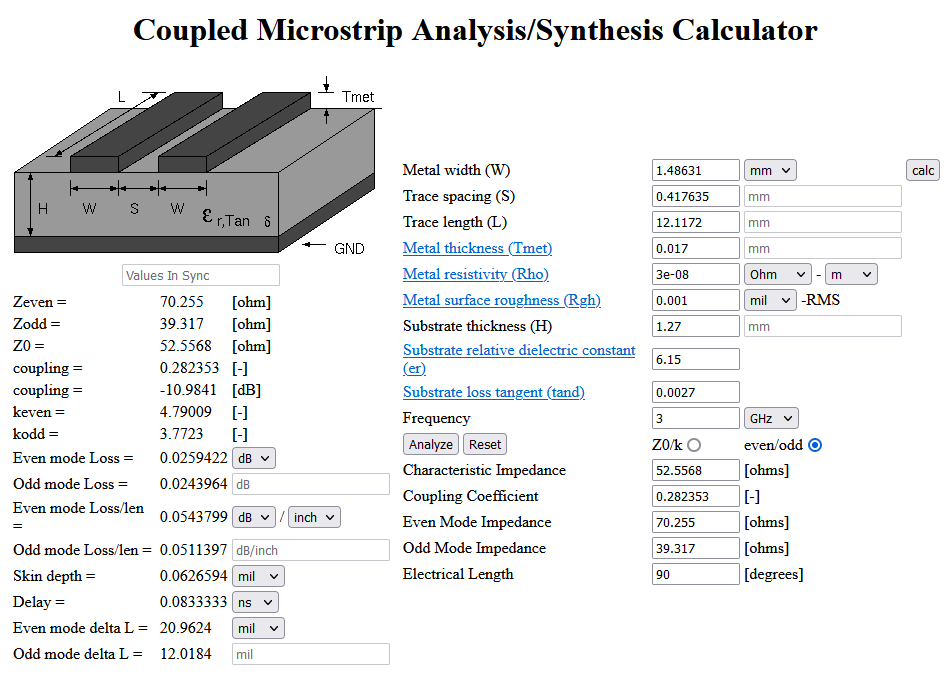 Coupled Microstrip Analysis/Synthesis Calculator
L
Tmet
H
W
S
W
ε r,Tan δ
GND
Values In Sync
Zeven = 70.255 [ohm]
Zodd = 39.317 [ohm]
Z0 = 52.5568 [ohm]
coupling = 0.282353 [-]
coupling = -10.9841 [dB]
keven = 4.79009 [-]
kodd = 3.7723 [-]
Even mode Loss = 0.0259422 dB
Odd mode Loss = 0.0243964 dB
Even mode Loss/len
= 0.0543799 dB / inch
Odd mode Loss/len = 0.0511397 dB/inch
Skin depth = 0.0626594 mil
Delay = 0.0833333 ns
Even mode delta L = 20.9624 mil
Odd mode delta L = 12.0184 mil
Metal width (W) 1.48631 mm calc
Trace spacing (S) 0.417635 mm
Trace length (L) 12.1172 mm
Metal thickness (Tmet) 0.017 mm
Metal resistivity (Rho) 3e-08 Ohm - m
Metal surface roughness (Rgh) 0.001 mil -RMS
Substrate thickness (H) 1.27 mm
Substrate relative dielectric constant
(er) 6.15
Substrate loss tangent (tand) 0.0027
Frequency 3 GHz
Analyze Reset Z0/k even/odd
Characteristic Impedance 52.5568 [ohms]
Coupling Coefficient 0.282353 [-]
Even Mode Impedance 70.255 [ohms]
Odd Mode Impedance 39.317 [ohms]
Electrical Length 90 [degrees]